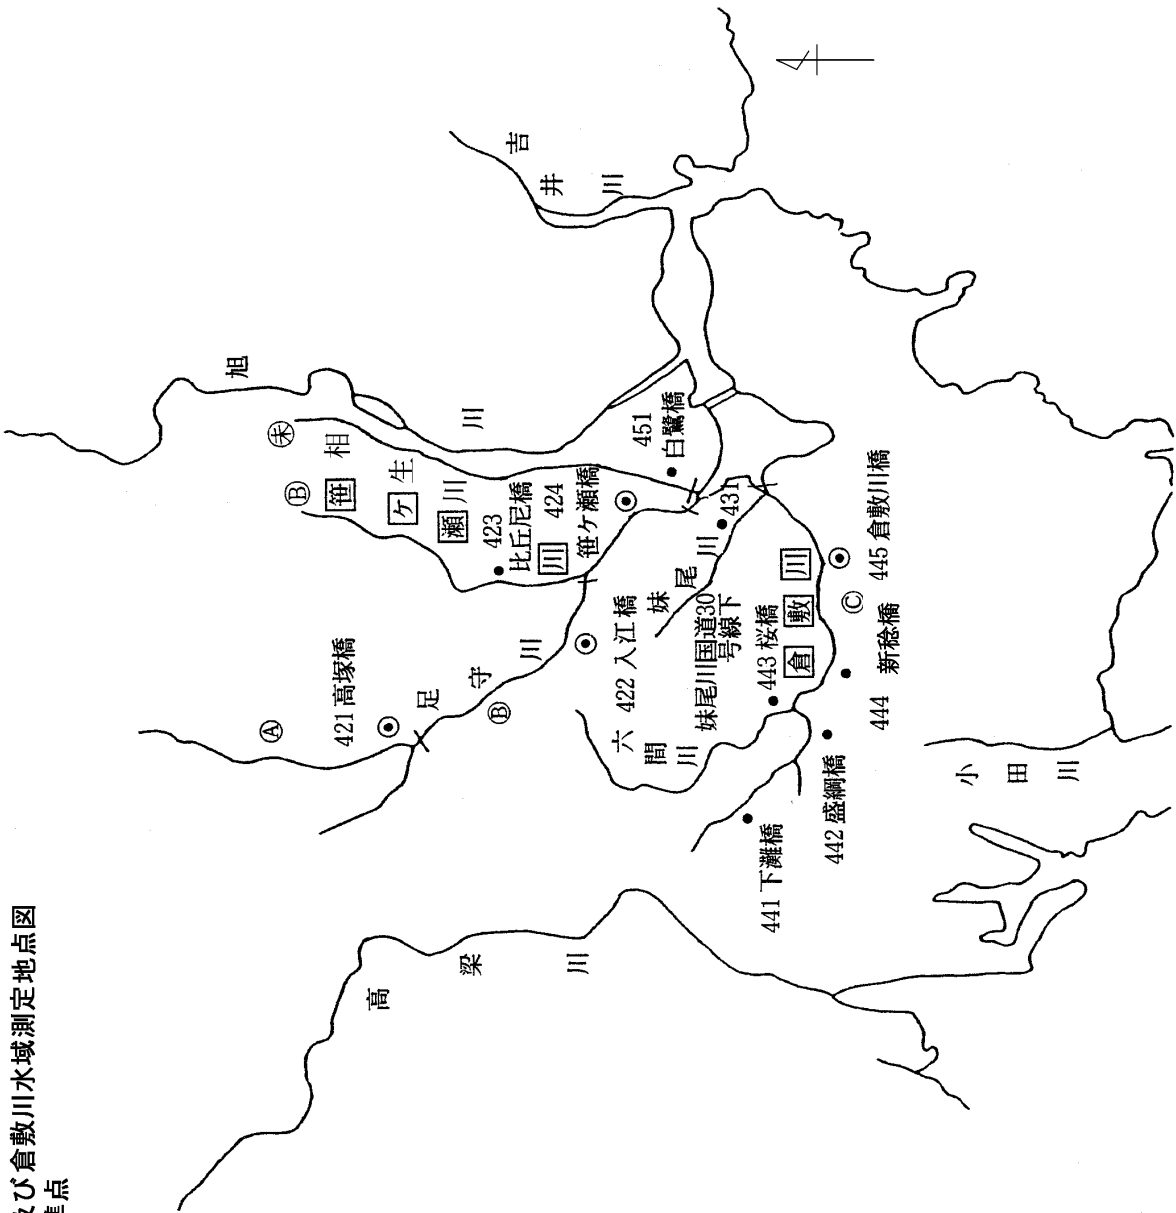 び倉敷川水域測定地点図
点
高梁川
旭川
吉井川
小田川
Ⓐ
421 高塚橋
足守川
Ⓑ
422 入江橋
Ⓑ
笹ヶ瀬川
㊍
相生川
423
比丘尼橋
424
笹ヶ瀬橋
451
白鷺橋
妹尾川
431
妹尾川国道30
号線下
六間川
443 桜橋
倉敷川
441 下灘橋
442 盛綱橋
444 新稔橋
Ⓒ
445 倉敷川橋